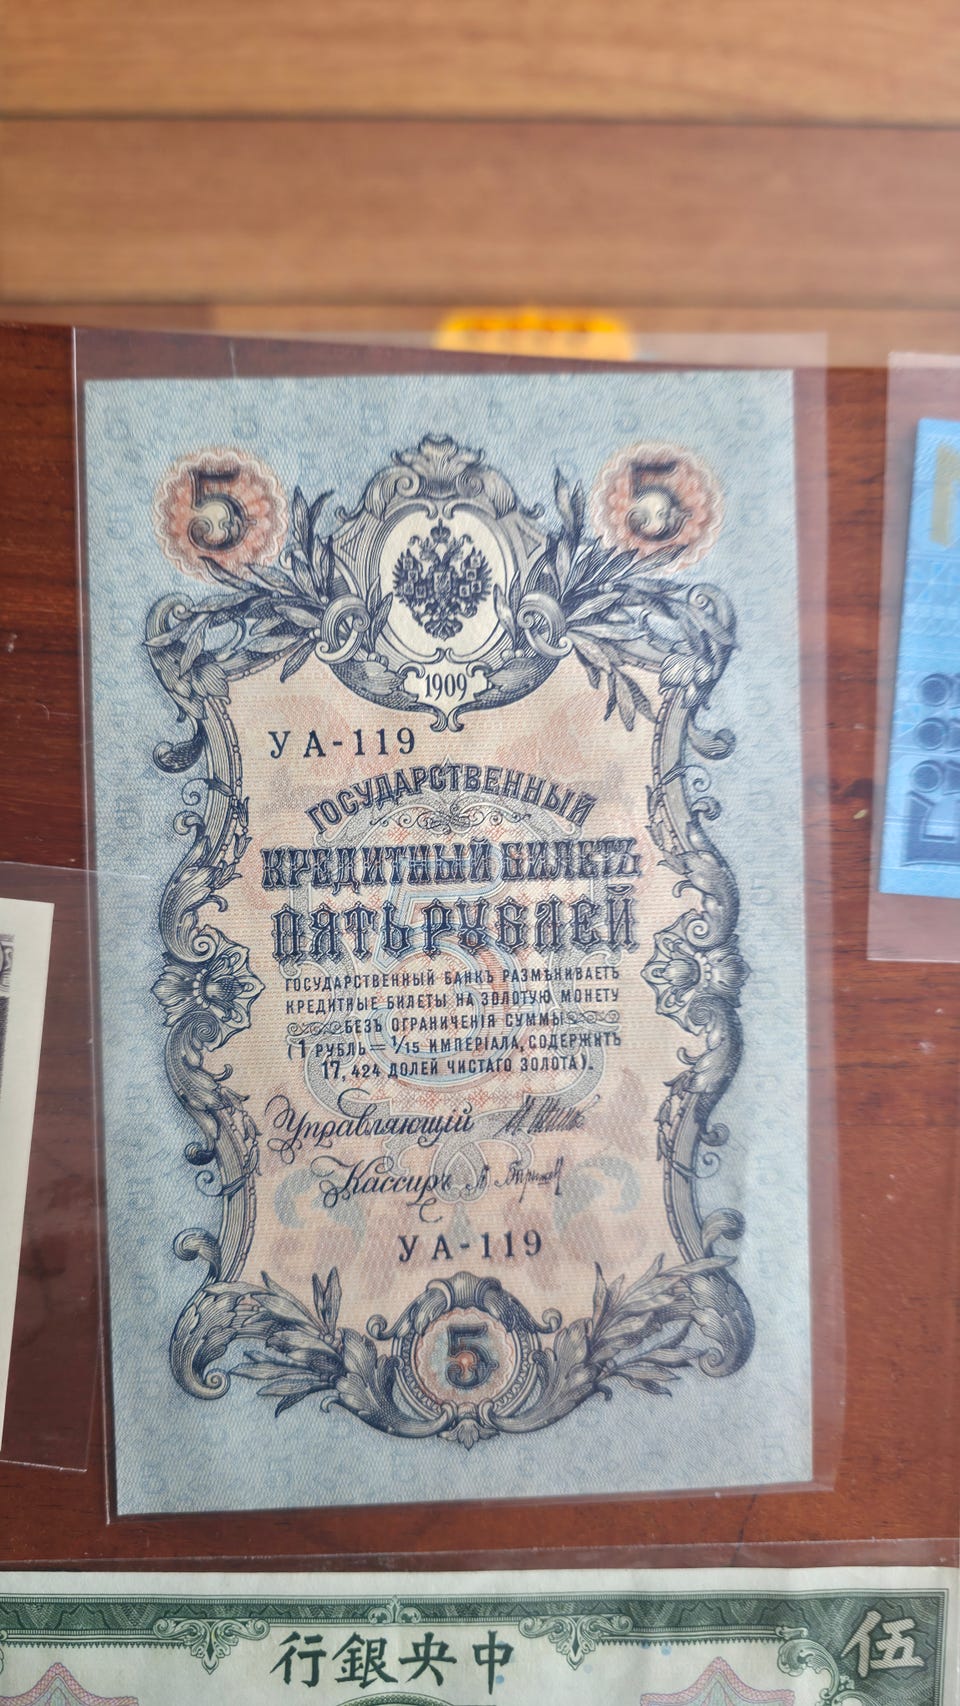 5 5
1909
УА-119
ГОСУДАРСТВЕННЫЙ
КРЕДИТНЫЙ БИЛЕТЪ
ПЯТЬ РУБЛЕЙ
ГОСУДАРСТВЕННЫЙ БАНКЪ РАЗМѢНИВАЕТЪ
КРЕДИТНЫЕ БИЛЕТЫ НА ЗОЛОТУЮ МОНЕТУ
БЕЗЪ ОГРАНИЧЕНІЯ СУММЫ
(1 РУБЛЬ = 1/15 ИМПЕРІАЛА, СОДЕРЖИТЪ
17,424 ДОЛЕЙ ЧИСТАГО ЗОЛОТА).
Управляющій
Кассиръ
УА-119
5
行銀央中
伍